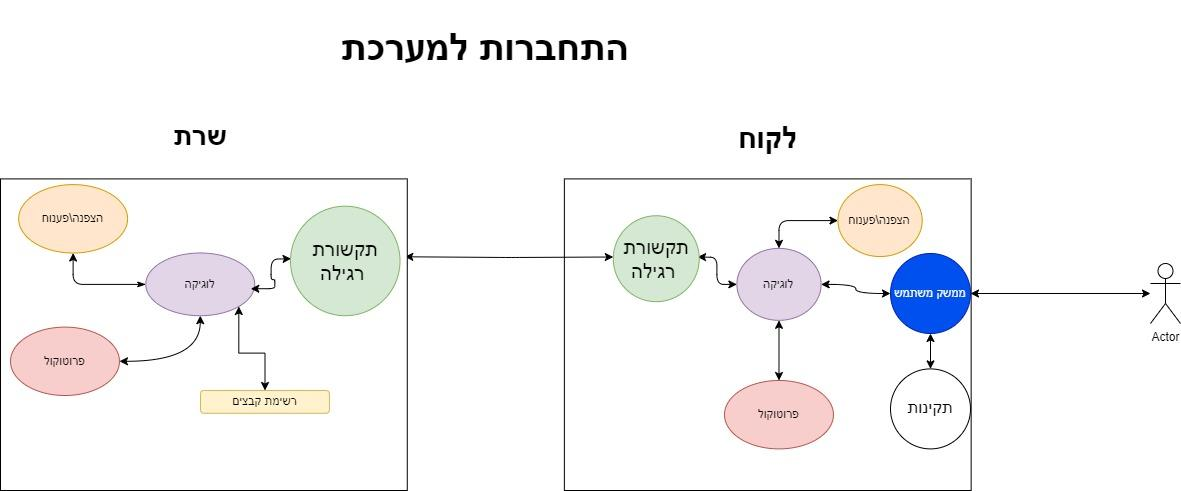 התחברות למערכת
לקוח
שרת
הצפנה\פענוח
תקשורת
רגילה
לוגיקה
ממשק משתמש
פרוטוקול
תקינות
Actor
הצפנה\פענוח
תקשורת
רגילה
לוגיקה
פרוטוקול
רשימת קבצים